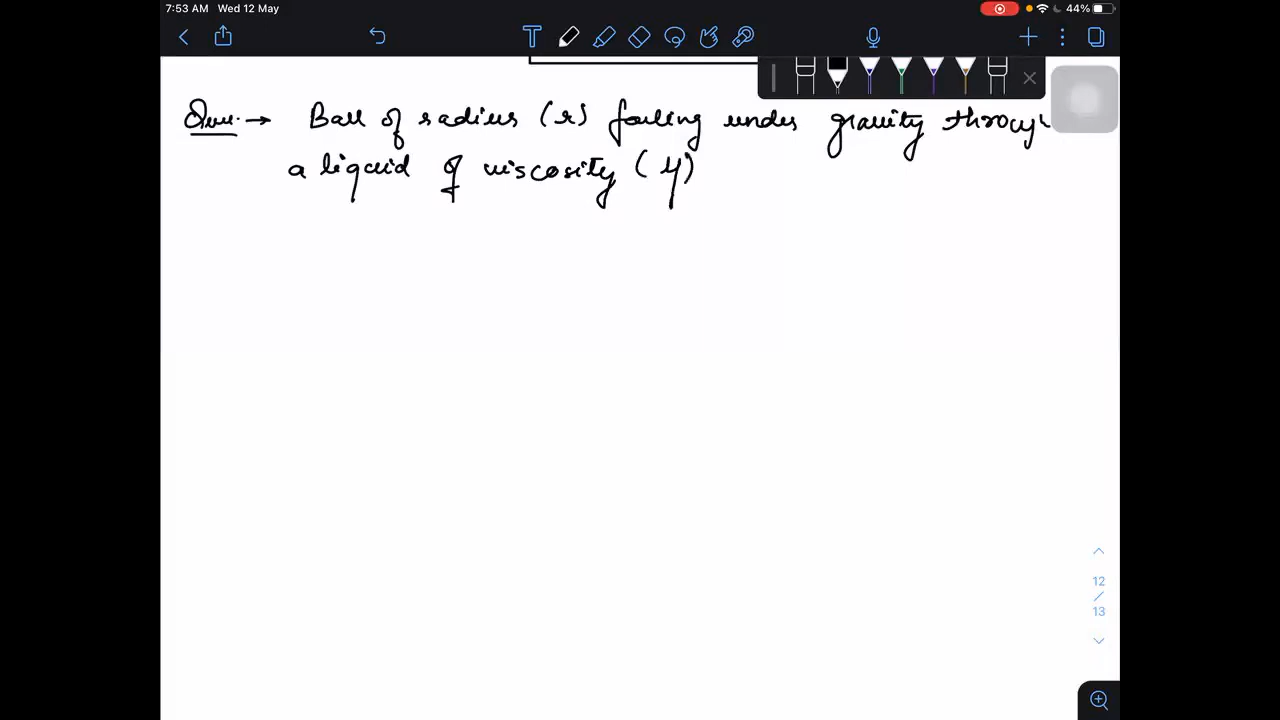 7:53 AM Wed 12 May
44%
Ques. → Ball of radius (r) falling under gravity through
a liquid of viscosity (η)
12
/
13